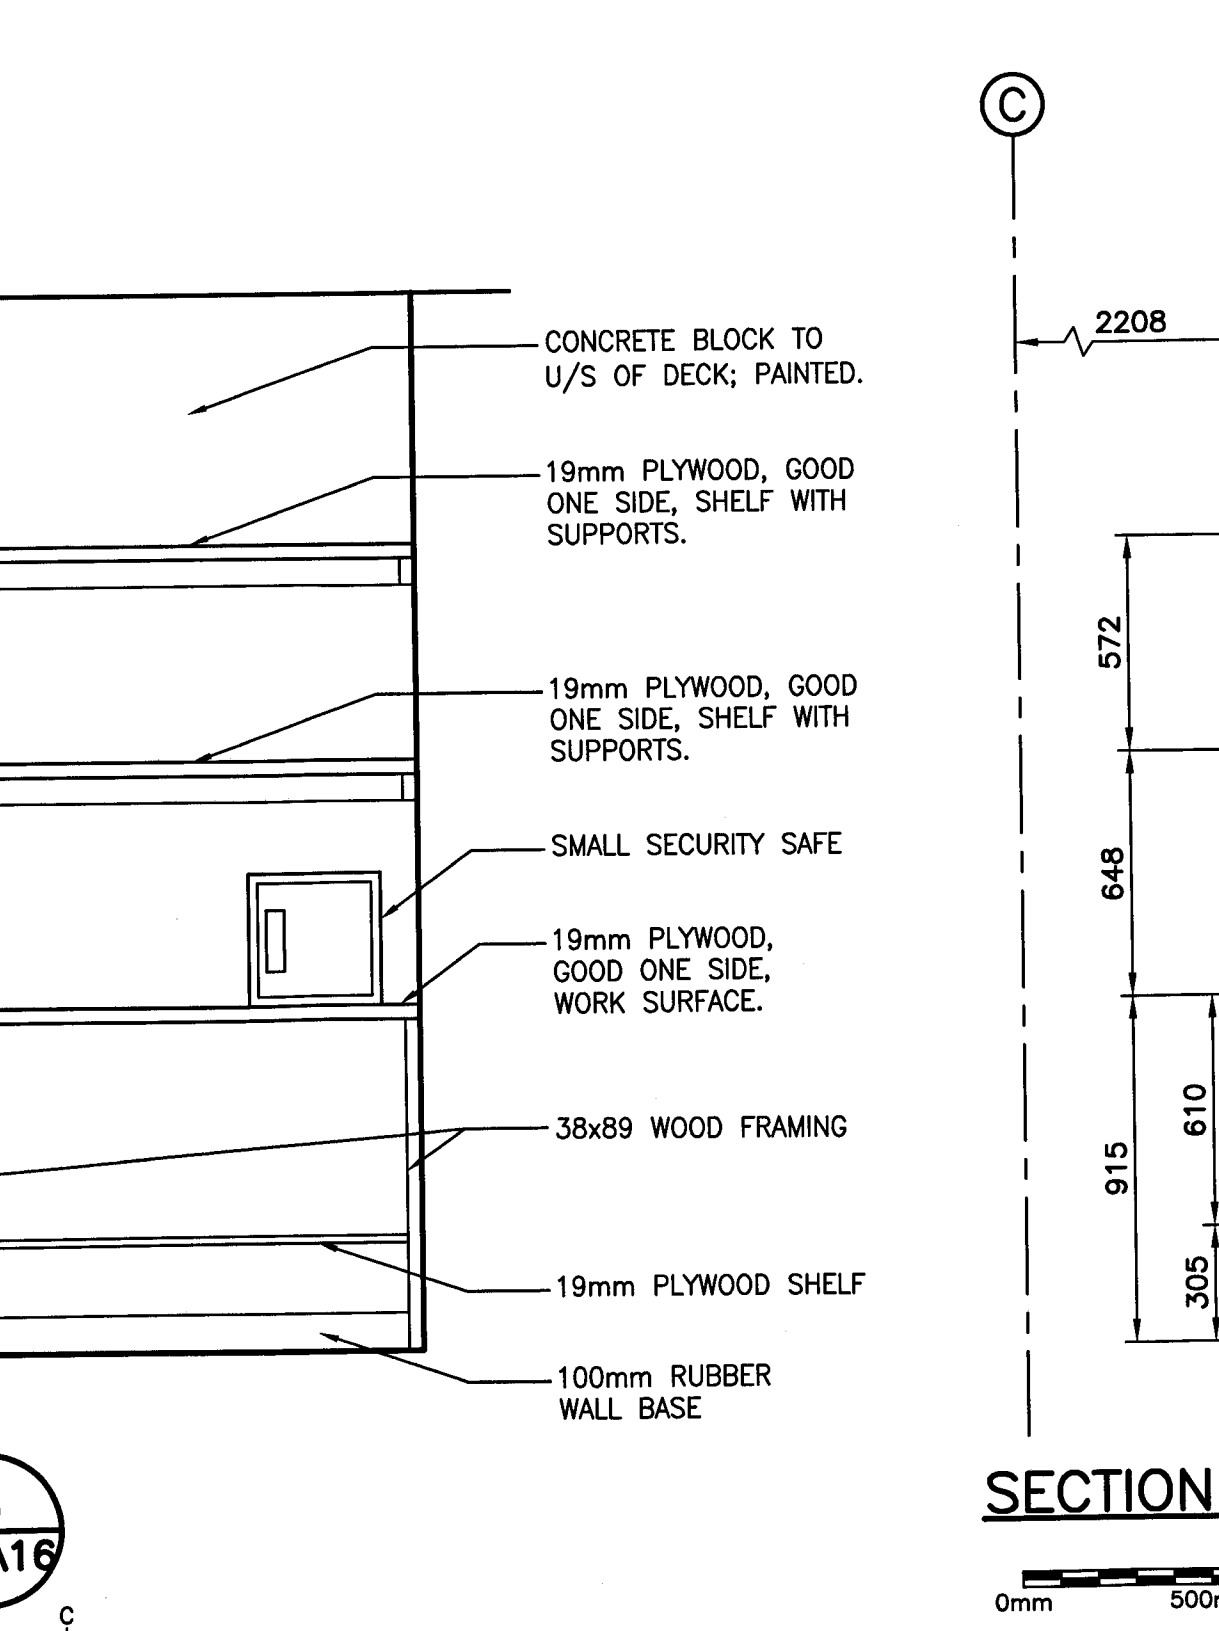 C
2208
CONCRETE BLOCK TO
U/S OF DECK; PAINTED.
19mm PLYWOOD, GOOD
ONE SIDE, SHELF WITH
SUPPORTS.
572
19mm PLYWOOD, GOOD
ONE SIDE, SHELF WITH
SUPPORTS.
SMALL SECURITY SAFE
648
19mm PLYWOOD,
GOOD ONE SIDE,
WORK SURFACE.
38x89 WOOD FRAMING
610
915
19mm PLYWOOD SHELF
305
100mm RUBBER
WALL BASE
SECTION
A16
0mm
C